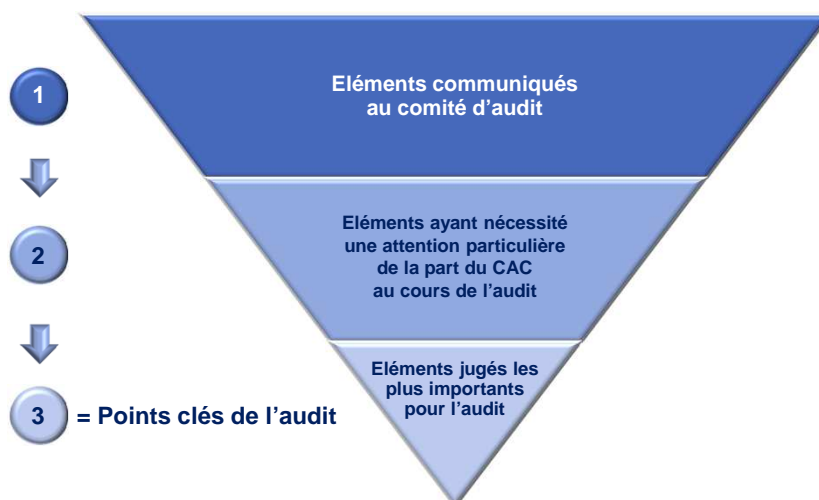 1
Eléments communiqués
au comité d’audit
2
Eléments ayant nécessité
une attention particulière
de la part du CAC
au cours de l’audit
Eléments jugés les
plus importants
pour l’audit
3
= Points clés de l’audit